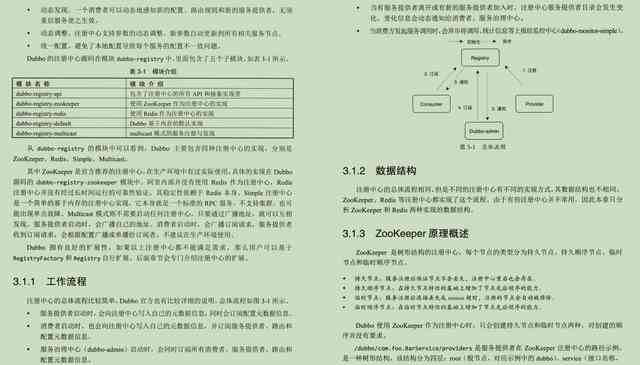 • 动态发现。一个消费者可以动态地感知新的配置、路由规则和新的服务提供者，无须
重启服务使之生效。
• 动态调整。注册中心支持参数的动态调整，新参数自动更新到所有相关服务节点。
• 统一配置。避免了本地配置导致每个服务的配置不一致问题。
Dubbo 的注册中心源码在模块 dubbo-registry 中，里面包含了五个子模块，如表 3-1 所示。
表 3-1 模块介绍
模 块 名 称 模 块 介 绍
dubbo-registry-api 包含了注册中心的所有 API 和抽象实现类
dubbo-registry-zookeeper 使用 ZooKeeper 作为注册中心的实现
dubbo-registry-redis 使用 Redis 作为注册中心的实现
dubbo-registry-default Dubbo 基于内存的默认实现
dubbo-registry-multicast multicast 模式的服务注册与发现
从 dubbo-registry 的模块中可以看到，Dubbo 主要包含四种注册中心的实现，分别是
ZooKeeper、Redis、Simple、Multicast。
其中 ZooKeeper 是官方推荐的注册中心，在生产环境中有过实际使用，具体的实现在 Dubbo
源码的 dubbo-registry-zookeeper 模块中。阿里内部并没有使用 Redis 作为注册中心，Redis
注册中心并没有经过长时间运行的可靠性验证，其稳定性依赖于 Redis 本身。Simple 注册中心
是一个简单的基于内存的注册中心实现，它本身就是一个标准的 RPC 服务，不支持集群，也可
能出现单点故障。Multicast 模式则不需要启动任何注册中心，只要通过广播地址，就可以互相
发现。服务提供者启动时，会广播自己的地址。消费者启动时，会广播订阅请求，服务提供者
收到订阅请求，会根据配置广播或单播给订阅者。不建议在生产环境使用。
Dubbo 拥有良好的扩展性，如果以上注册中心都不能满足需求，那么用户可以基于
RegistryFactory 和 Registry 自行扩展。后面章节会专门介绍注册中心的扩展。
3.1.1 工作流程
注册中心的总体流程比较简单，Dubbo 官方也有比较详细的说明，总体流程如图 3-1 所示。
• 服务提供者启动时，会向注册中心写入自己的元数据信息，同时会订阅配置元数据信息。
• 消费者启动时，也会向注册中心写入自己的元数据信息，并订阅服务提供者、路由和
配置元数据信息。
• 服务治理中心（dubbo-admin）启动时，会同时订阅所有消费者、服务提供者、路由和
配置元数据信息。
• 当有服务提供者离开或有新的服务提供者加入时，注册中心服务提供者目录会发生变
化，变化信息会动态通知给消费者、服务治理中心。
• 当消费方发起服务调用时，会异步将调用、统计信息等上报给监控中心（dubbo-monitor-simple）。
初始化 异步
Registry
2. 订阅
3. 通知
1. 注册
Consumer
2. 订阅
3. 通知
Provider
Dubbo-admin
图 3-1 总体流程
3.1.2 数据结构
注册中心的总体流程相同，但是不同的注册中心有不同的实现方式，其数据结构也不相同。
ZooKeeper、Redis 等注册中心都实现了这个流程。由于有些注册中心并不常用，因此本章只分
析 ZooKeeper 和 Redis 两种实现的数据结构。
3.1.3 ZooKeeper 原理概述
ZooKeeper 是树形结构的注册中心，每个节点的类型分为持久节点、持久顺序节点、临时
节点和临时顺序节点。
• 持久节点：服务注册后保证节点不会丢失，注册中心重启也会存在。
• 持久顺序节点：在持久节点特性的基础上增加了节点先后顺序的能力。
• 临时节点：服务注册后连接丢失或 session 超时，注册的节点会自动被移除。
• 临时顺序节点：在临时节点特性的基础上增加了节点先后顺序的能力。
Dubbo 使用 ZooKeeper 作为注册中心时，只会创建持久节点和临时节点两种，对创建的顺
序并没有要求。
/dubbo/com.foo.BarService/providers 是服务提供者在 ZooKeeper 注册中心的路径示例，
是一种树形结构，该结构分为四层：root（根节点，对应示例中的 dubbo）、service（接口名称，